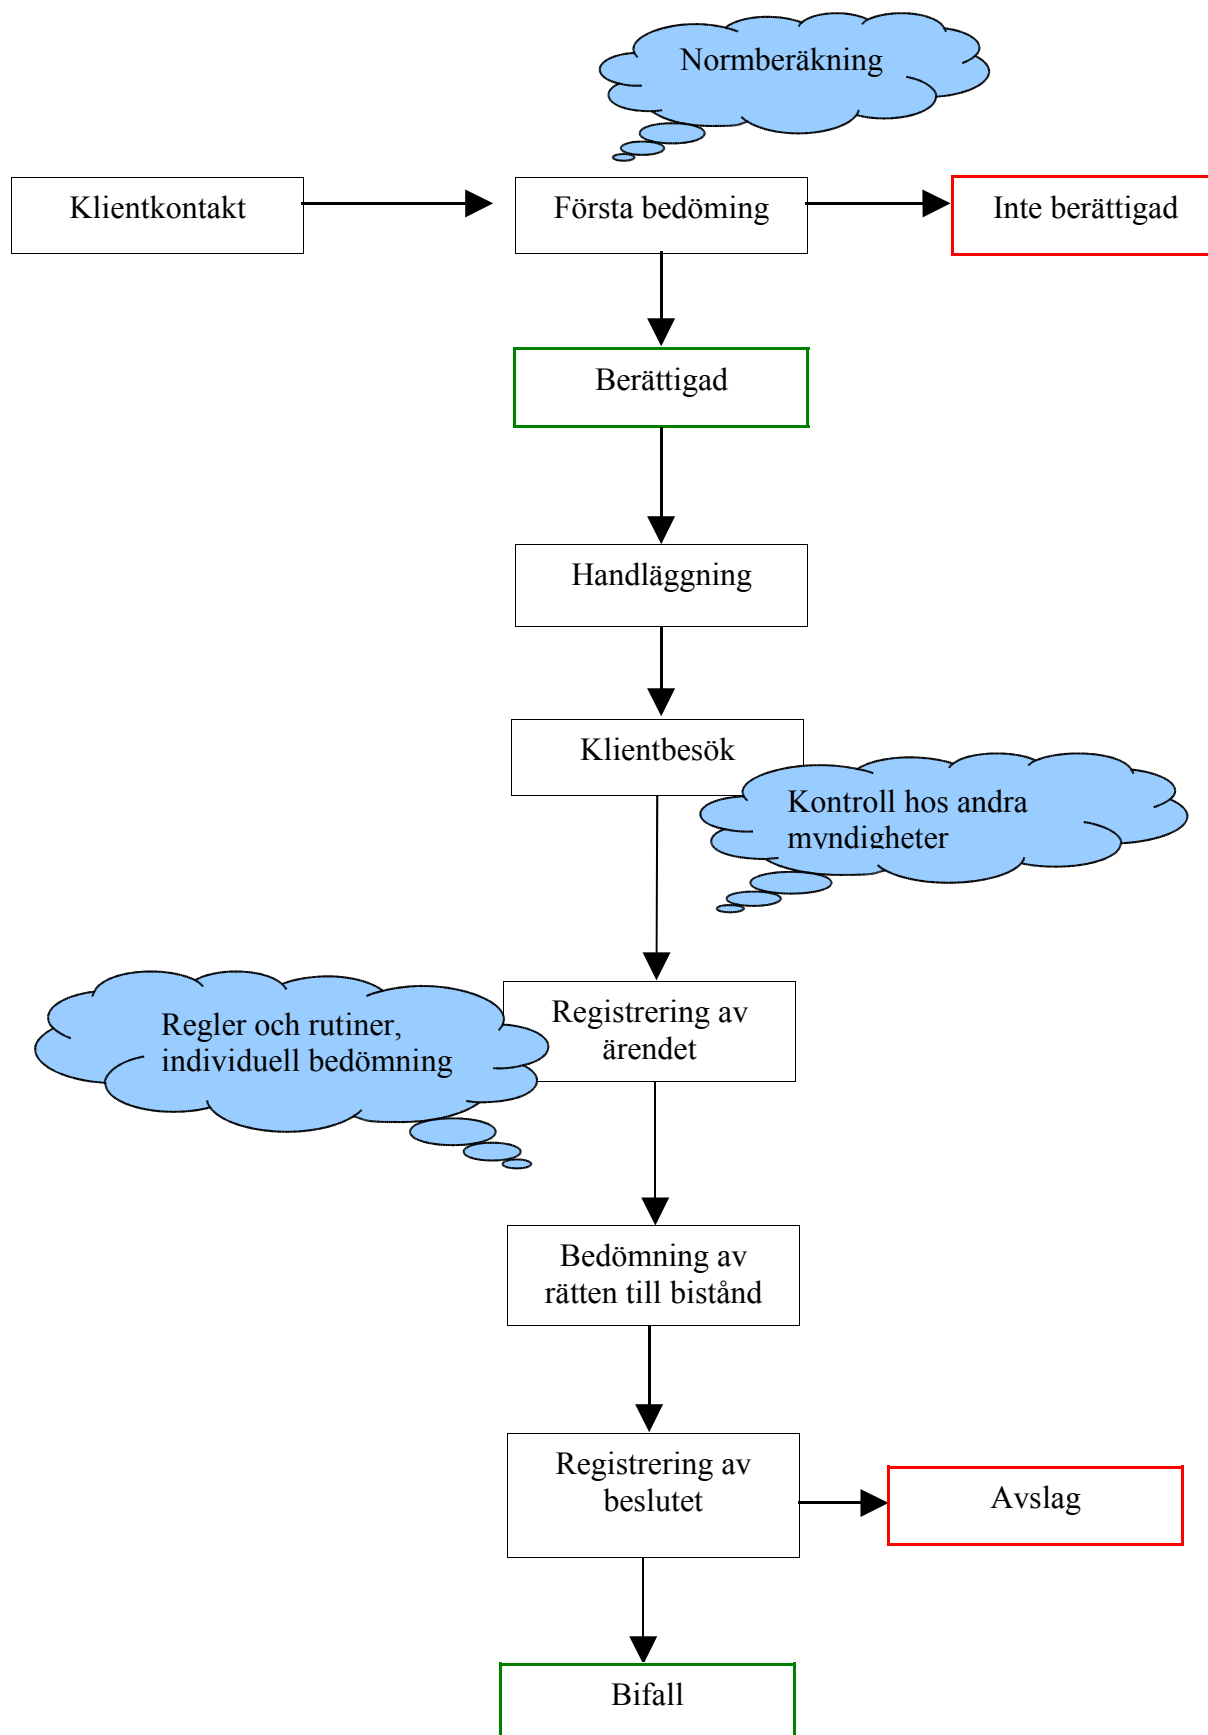 Normberäkning
Klientkontakt
Första bedöming
Inte berättigad
Berättigad
Handläggning
Klientbesök
Kontroll hos andra
myndigheter
Regler och rutiner,
individuell bedömning
Registrering av
ärendet
Bedömning av
rätten till bistånd
Registrering av
beslutet
Avslag
Bifall